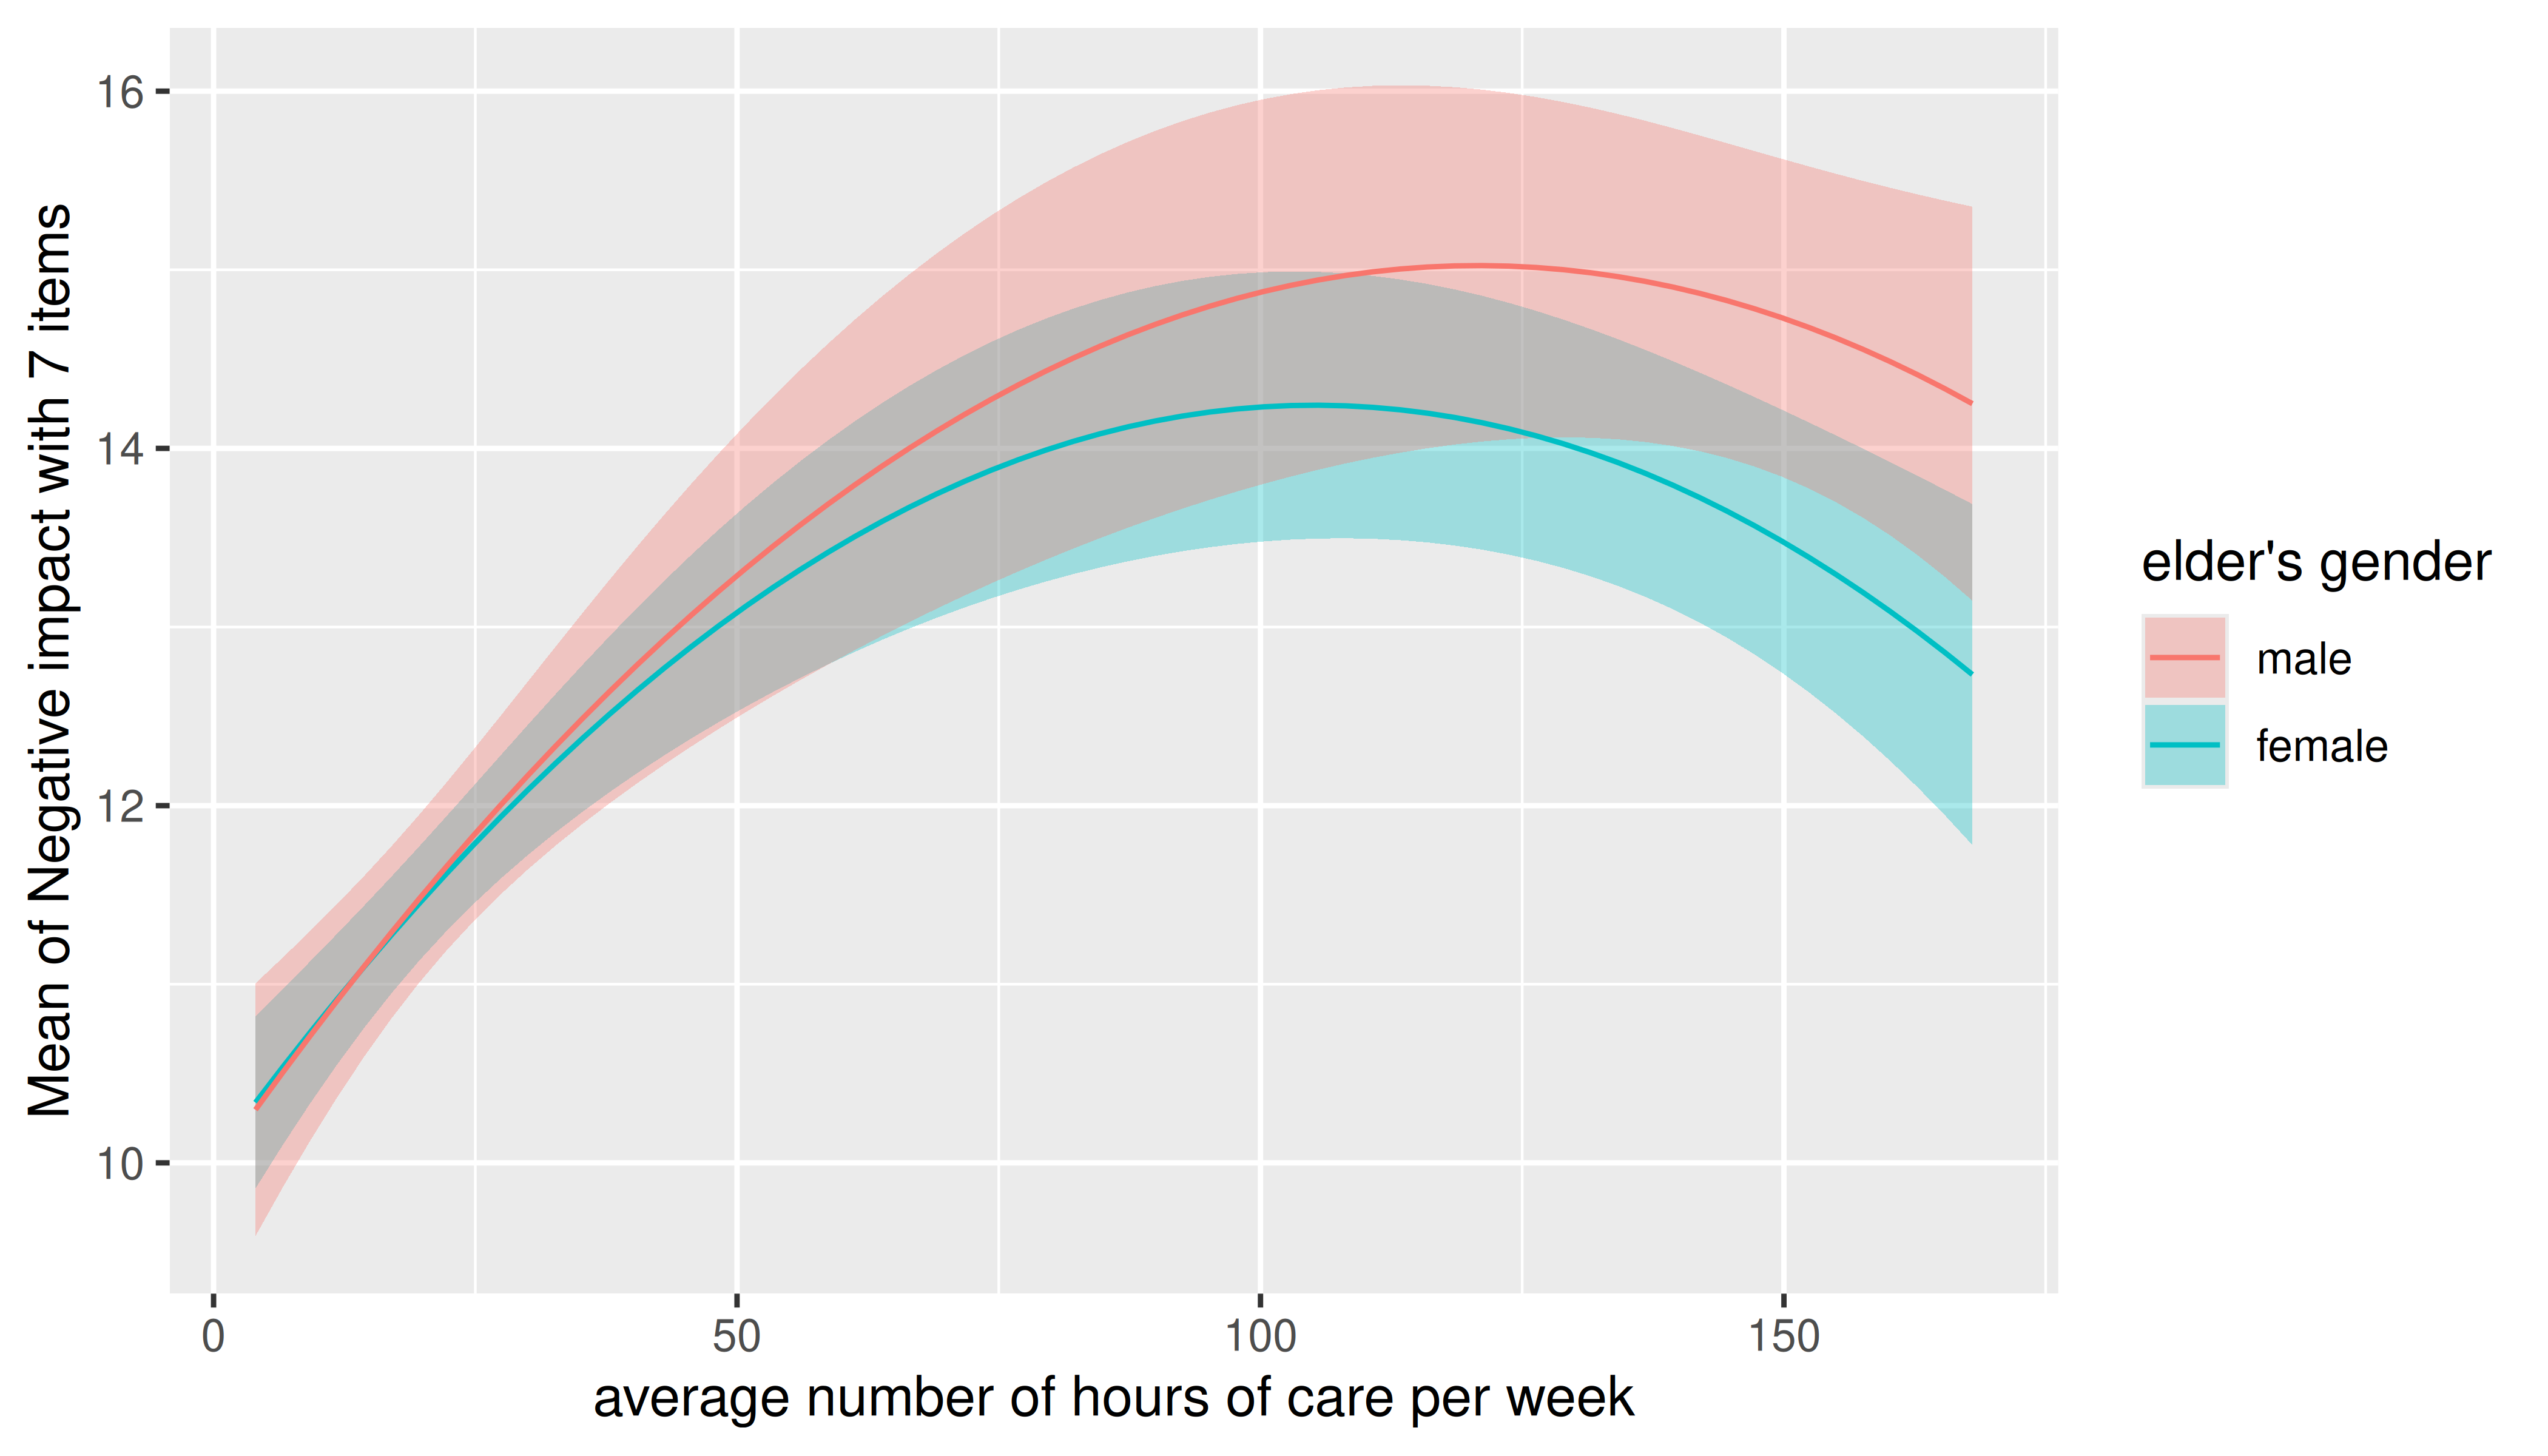 Mean of Negative impact with 7 items
16
14
12
10
0 50 100 150
average number of hours of care per week
elder's gender
male
female